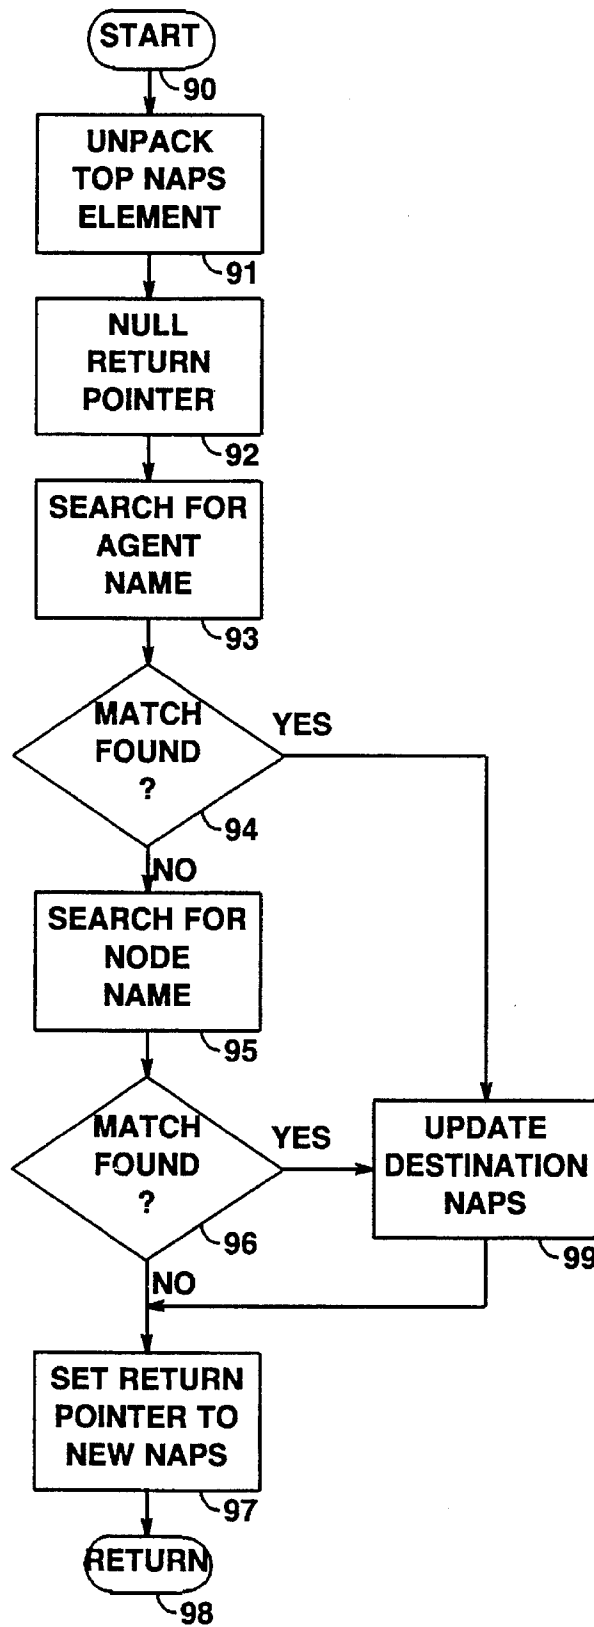 START
90
UNPACK
TOP NAPS
ELEMENT
91
NULL
RETURN
POINTER
92
SEARCH FOR
AGENT
NAME
93
MATCH
FOUND
?
YES
94
NO
SEARCH FOR
NODE
NAME
95
MATCH
FOUND
?
YES
96
NO
UPDATE
DESTINATION
NAPS
99
SET RETURN
POINTER TO
NEW NAPS
97
RETURN
98